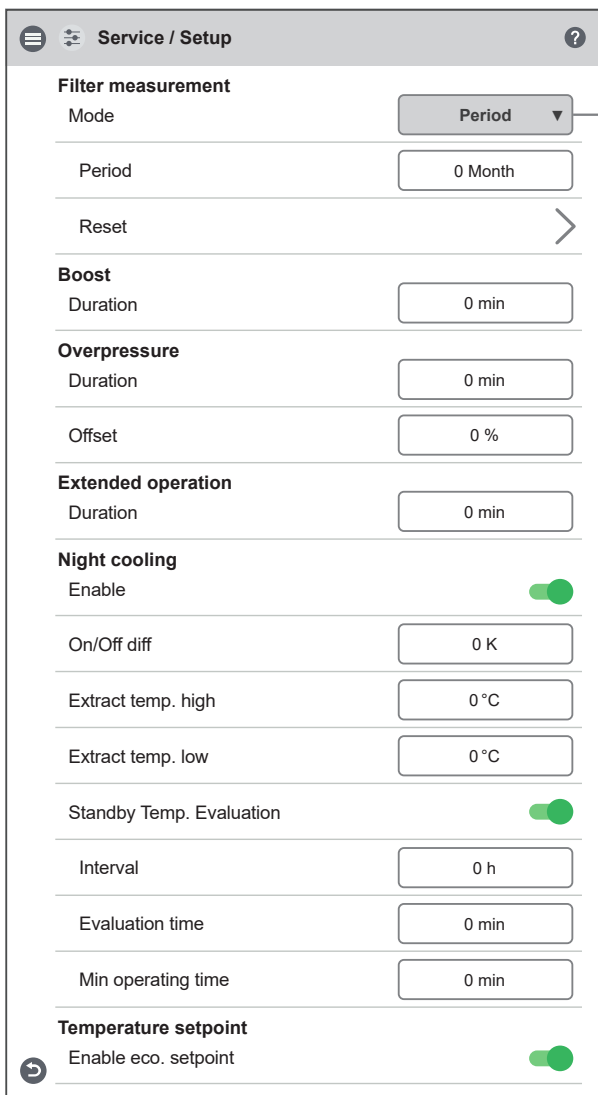 Service / Setup ?
Filter measurement
Mode Period ▼
Period 0 Month
Reset
Boost
Duration 0 min
Overpressure
Duration 0 min
Offset 0 %
Extended operation
Duration 0 min
Night cooling
Enable
On/Off diff 0 K
Extract temp. high 0 °C
Extract temp. low 0 °C
Standby Temp. Evaluation
Interval 0 h
Evaluation time 0 min
Min operating time 0 min
Temperature setpoint
Enable eco. setpoint